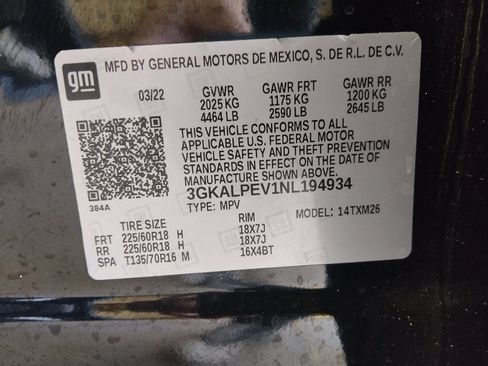 gm
MFD BY GENERAL MOTORS DE MEXICO, S. DE R.L. DE C.V.
03/22 GVWR GAWR FRT GAWR RR
2025 KG 1175 KG 1200 KG
4464 LB 2590 LB 2645 LB
THIS VEHICLE CONFORMS TO ALL
APPLICABLE U.S. FEDERAL MOTOR
VEHICLE SAFETY AND THEFT PREVENTION
STANDARDS IN EFFECT ON THE DATE OF
MANUFACTURE SHOWN ABOVE.
384A 3GKALPEV1NL194934
TYPE: MPV MODEL: 14TXM26
TIRE SIZE RIM
FRT 225/60R18 H 18X7J
RR 225/60R18 H 18X7J
SPA T135/70R16 M 16X4BT